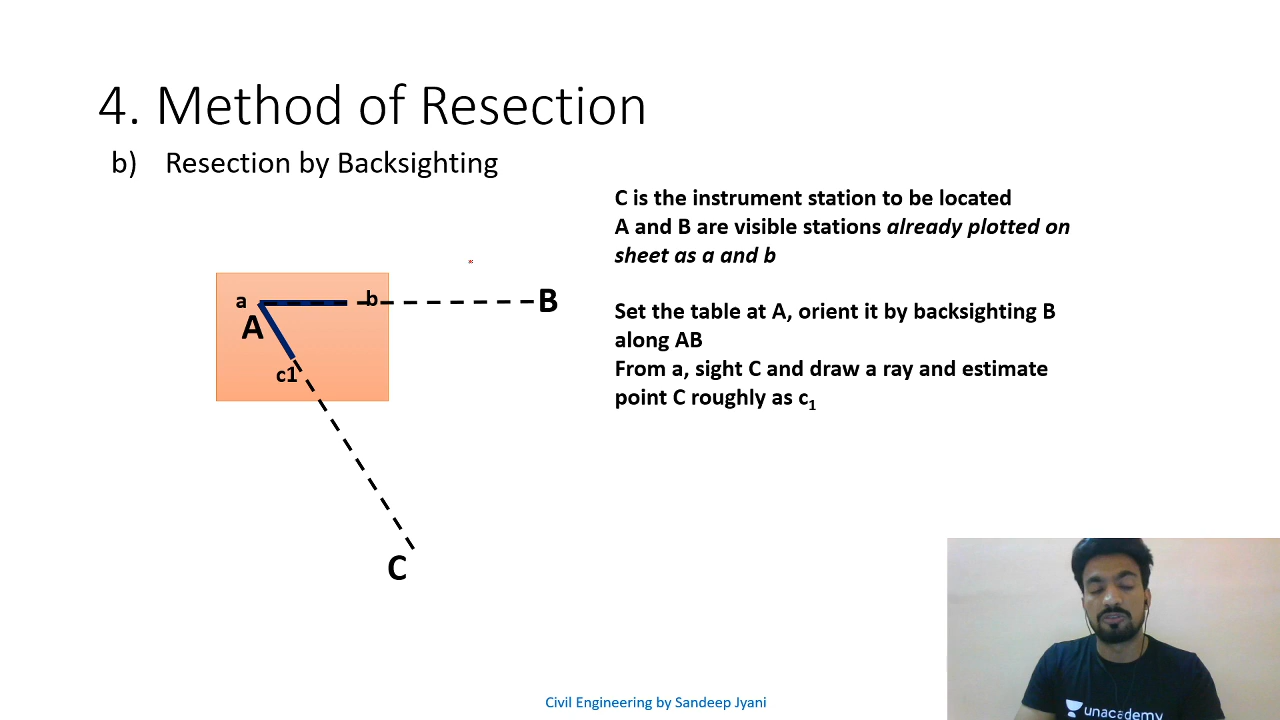 4. Method of Resection
b) Resection by Backsighting
C is the instrument station to be located
A and B are visible stations already plotted on
sheet as a and b
Set the table at A, orient it by backsighting B
along AB
From a, sight C and draw a ray and estimate
point C roughly as c1
a
b
B
A
c1
C
Civil Engineering by Sandeep Jyani
unacademy